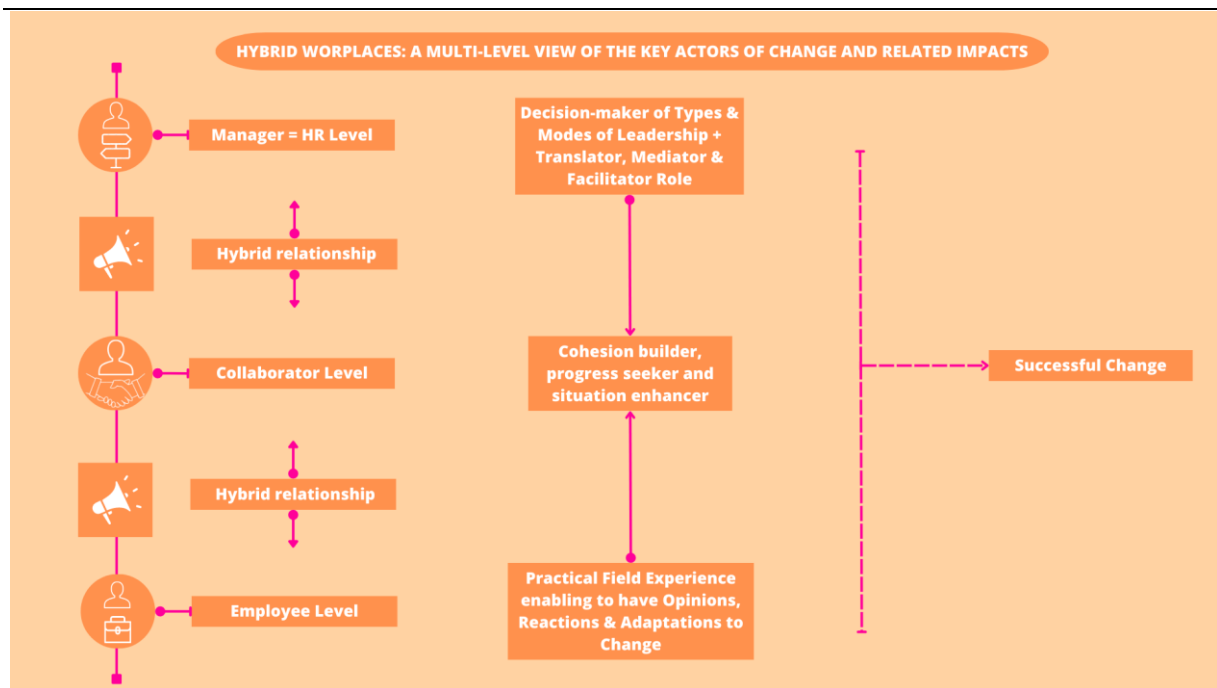 HYBRID WORPLACES: A MULTI-LEVEL VIEW OF THE KEY ACTORS OF CHANGE AND RELATED IMPACTS
Manager = HR Level
Decision-maker of Types &
Modes of Leadership +
Translator, Mediator &
Facilitator Role
Hybrid relationship
Collaborator Level
Cohesion builder,
progress seeker and
situation enhancer
Successful Change
Hybrid relationship
Employee Level
Practical Field Experience
enabling to have Opinions,
Reactions & Adaptations to
Change